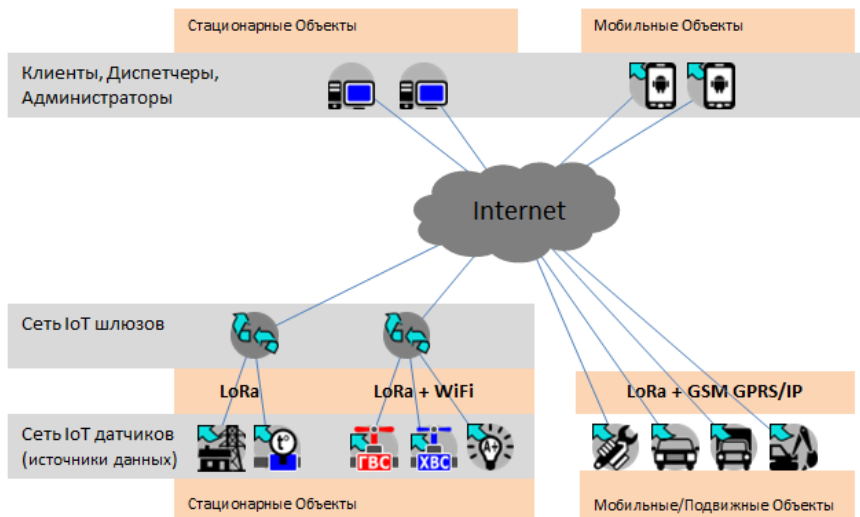 Стационарные Объекты
Мобильные Объекты
Клиенты, Диспетчеры,
Администраторы
Internet
Сеть IoT шлюзов
LoRa
LoRa + WiFi
LoRa + GSM GPRS/IP
Сеть IoT датчиков
(источники данных)
t°
ГВС
ХВС
A+
Стационарные Объекты
Мобильные/Подвижные Объекты